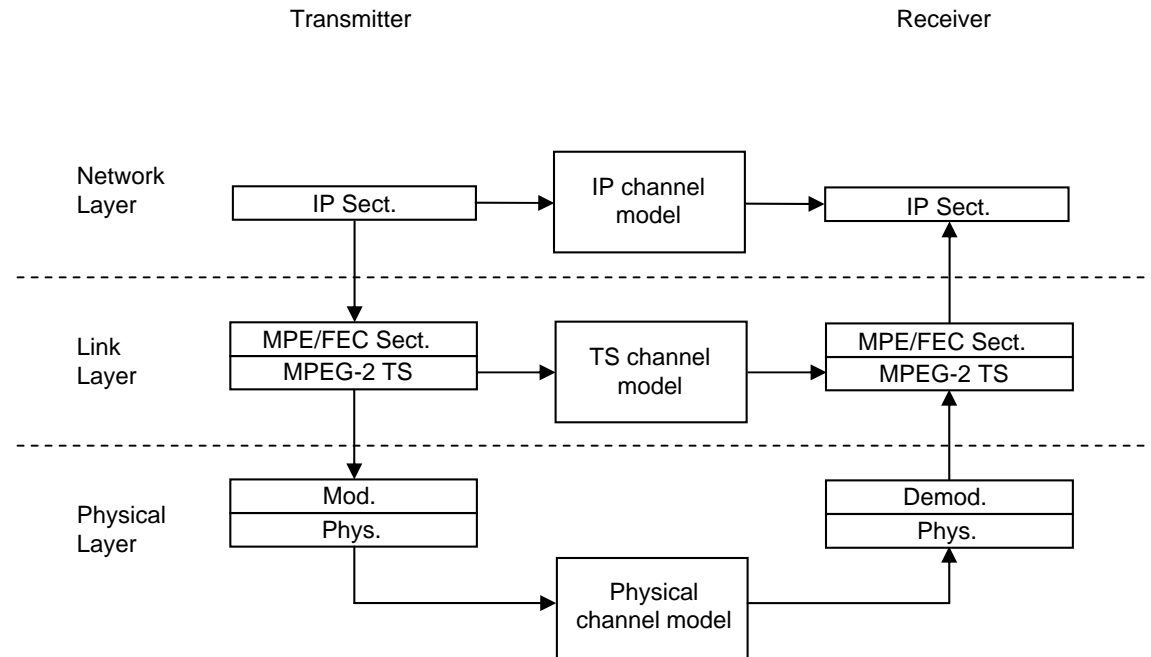 Transmitter
Receiver
Network
Layer
IP Sect.
IP channel
model
IP Sect.
Link
Layer
MPE/FEC Sect.
MPEG-2 TS
TS channel
model
MPE/FEC Sect.
MPEG-2 TS
Physical
Layer
Mod.
Phys.
Demod.
Phys.
Physical
channel model